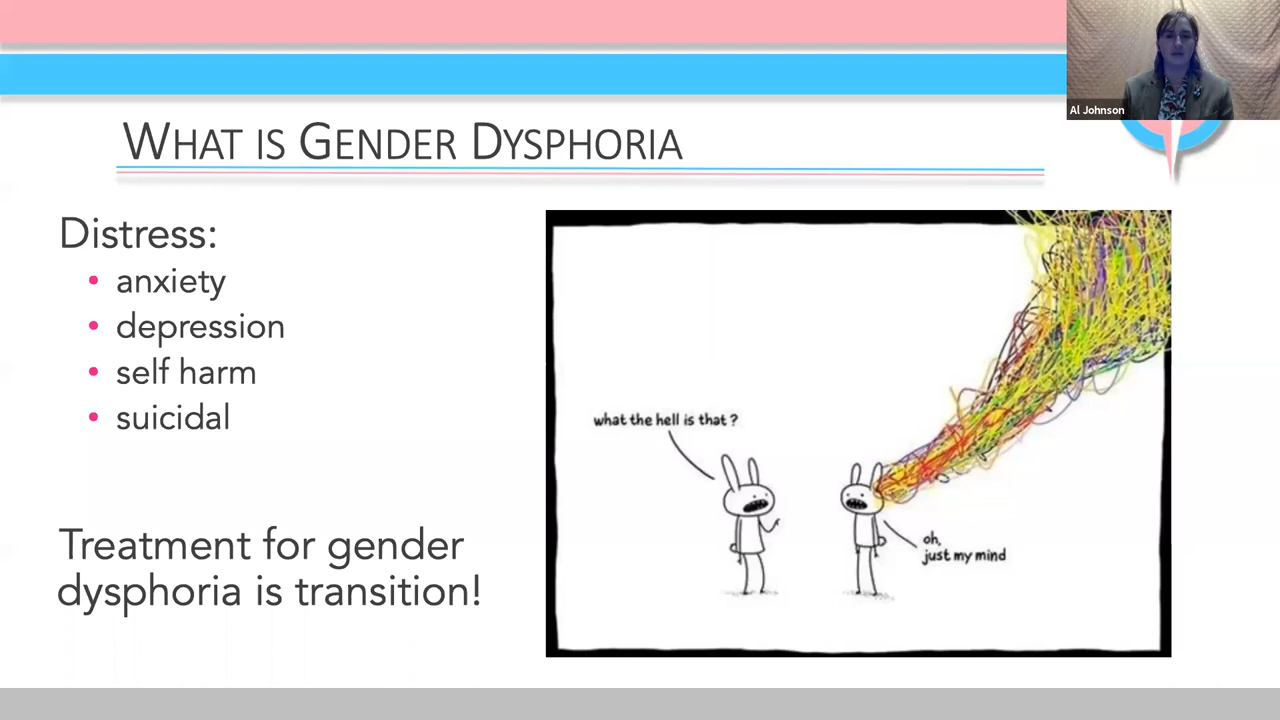 Al Johnson
WHAT IS GENDER DYSPHORIA
Distress:
• anxiety
• depression
• self harm
• suicidal
Treatment for gender
dysphoria is transition!
what the hell is that ?
oh,
just my mind